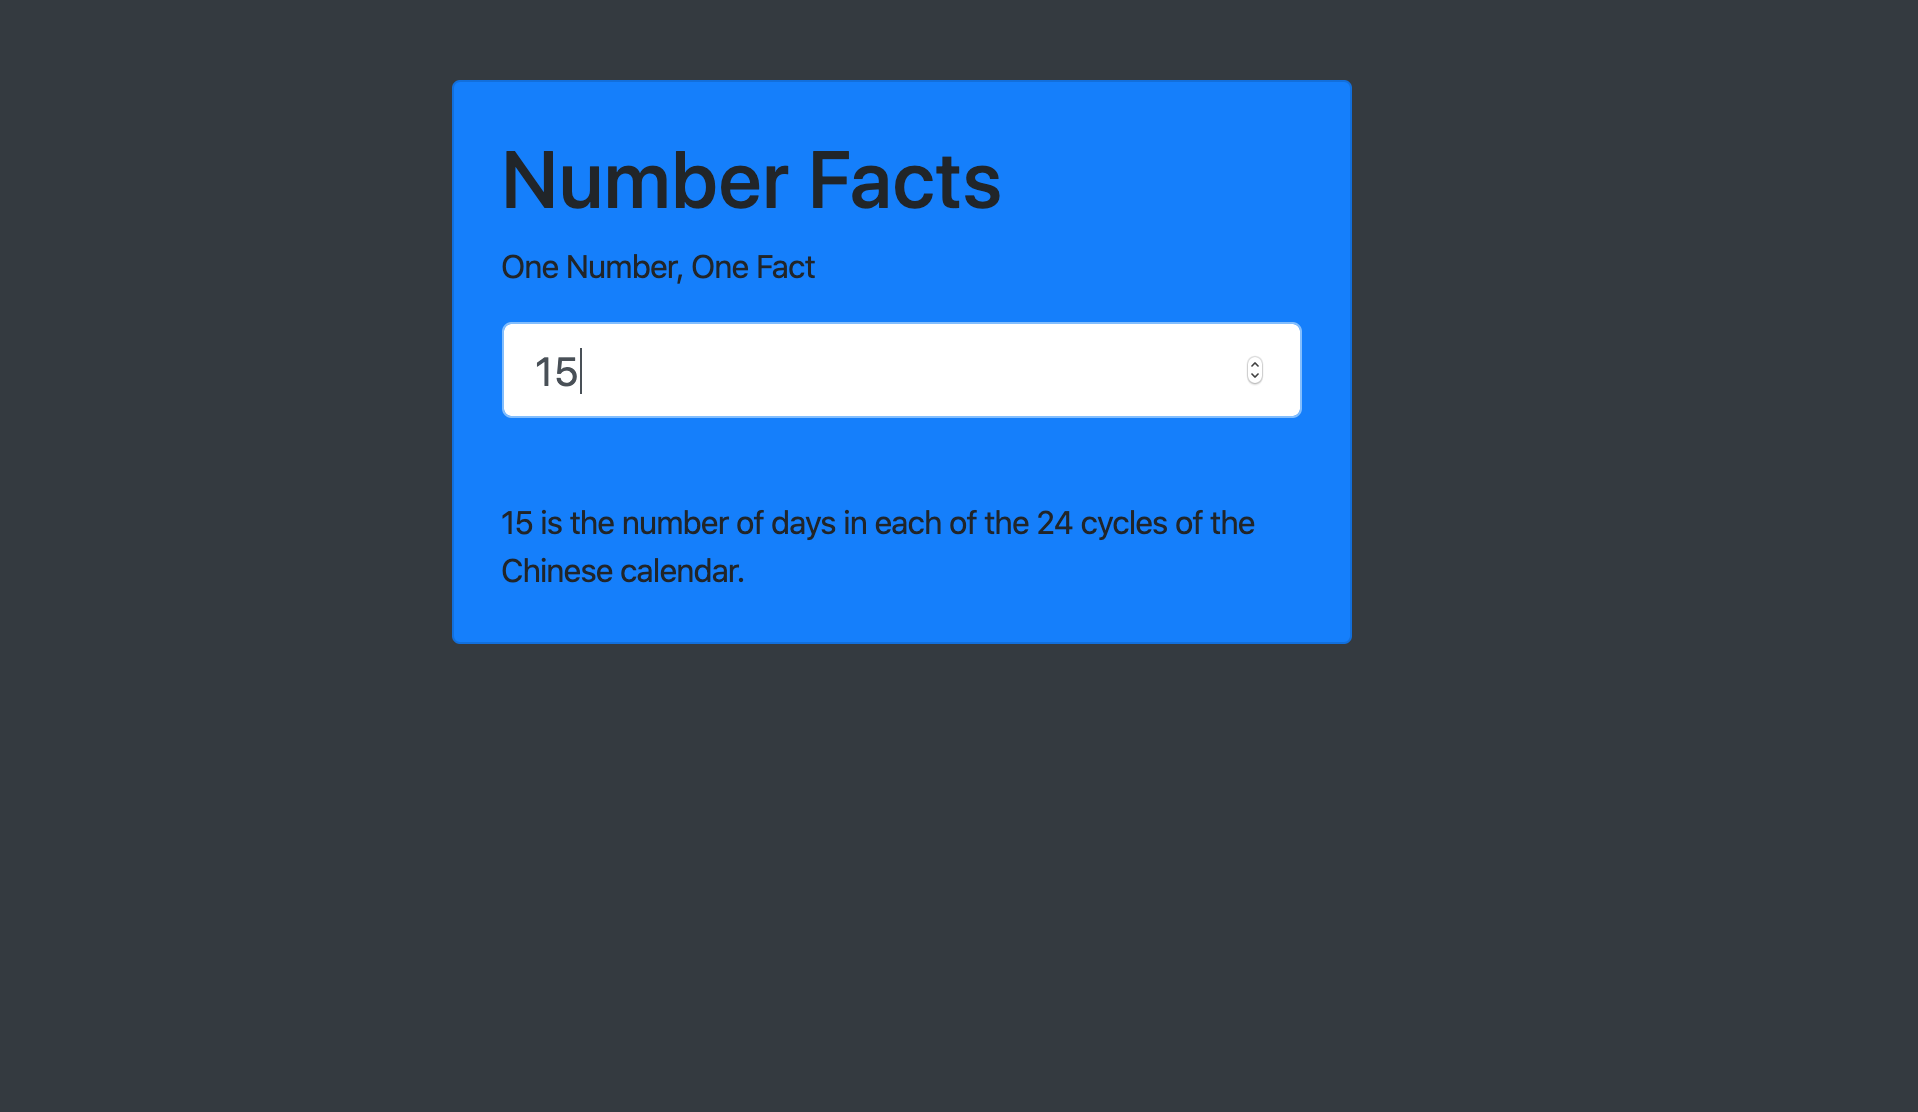 Number Facts
One Number, One Fact
15
15 is the number of days in each of the 24 cycles of the
Chinese calendar.